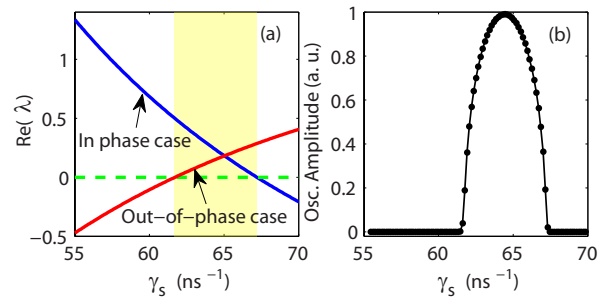 (a)
Re( λ)
1
0.5
0
−0.5
In phase case
Out−of−phase case
55
60
65
70
γs (ns −1)
(b)
Osc. Amplitude (a. u.)
1
0.8
0.6
0.4
0.2
0
55
60
65
70
γs (ns −1)